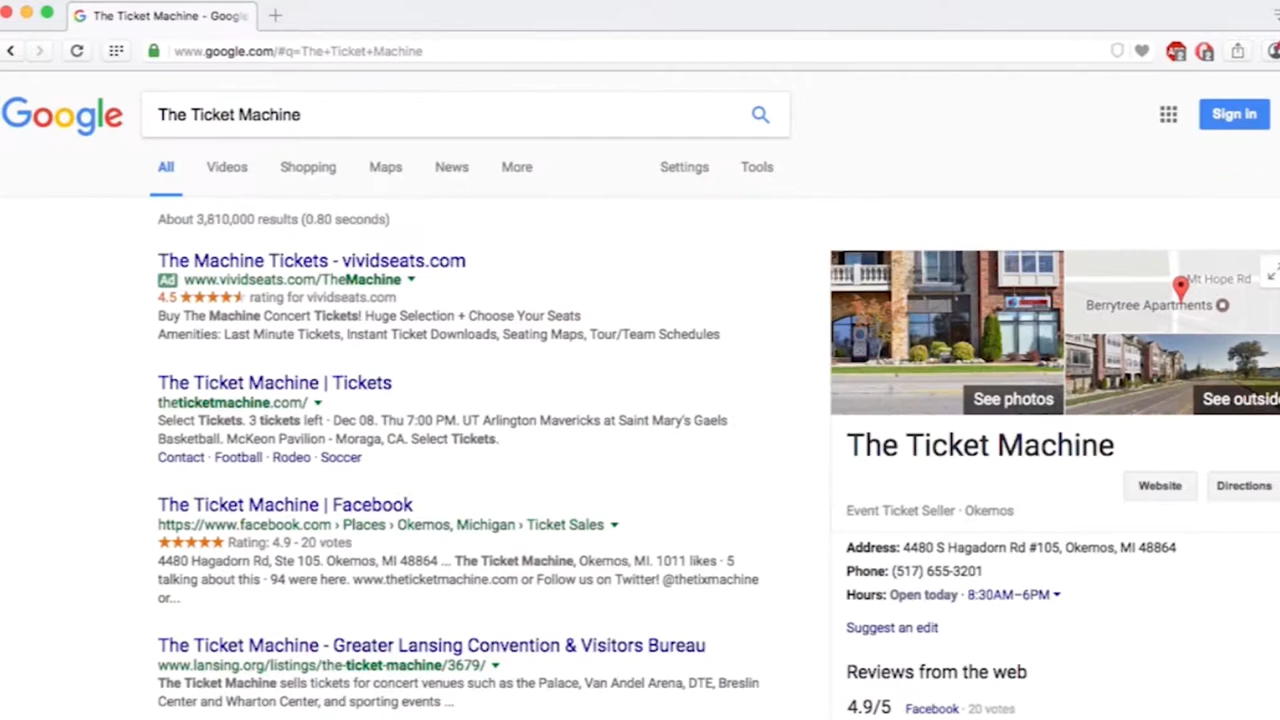 The Ticket Machine - Google
www.google.com/#q=The+Ticket+Machine
Google
The Ticket Machine
Sign in
All Videos Shopping Maps News More Settings Tools
About 3,810,000 results (0.80 seconds)
The Machine Tickets - vividseats.com
Ad www.vividseats.com/TheMachine
4.5 rating for vividseats.com
Buy The Machine Concert Tickets! Huge Selection + Choose Your Seats
Amenities: Last Minute Tickets, Instant Ticket Downloads, Seating Maps, Tour/Team Schedules
The Ticket Machine | Tickets
theticketmachine.com/
Select Tickets. 3 tickets left · Dec 08. Thu 7:00 PM. UT Arlington Mavericks at Saint Mary's Gaels
Basketball. McKeon Pavilion - Moraga, CA. Select Tickets.
Contact · Football · Rodeo · Soccer
The Ticket Machine | Facebook
https://www.facebook.com › Places › Okemos, Michigan › Ticket Sales
Rating: 4.9 - 20 votes
4480 Hagadorn Rd, Ste 105. Okemos, MI 48864 ... The Ticket Machine, Okemos, MI. 1011 likes · 5
talking about this · 94 were here. www.theticketmachine.com or Follow us on Twitter! @thetixmachine
or...
The Ticket Machine - Greater Lansing Convention & Visitors Bureau
www.lansing.org/listings/the-ticket-machine/3679/
The Ticket Machine sells tickets for concert venues such as the Palace, Van Andel Arena, DTE, Breslin
Center and Wharton Center, and sporting events ...
Mt Hope Rd
Berrytree Apartments
See photos
See outside
The Ticket Machine
Website Directions
Event Ticket Seller · Okemos
Address: 4480 S Hagadorn Rd #105, Okemos, MI 48864
Phone: (517) 655-3201
Hours: Open today · 8:30AM–6PM
Suggest an edit
Reviews from the web
4.9/5 Facebook · 20 votes